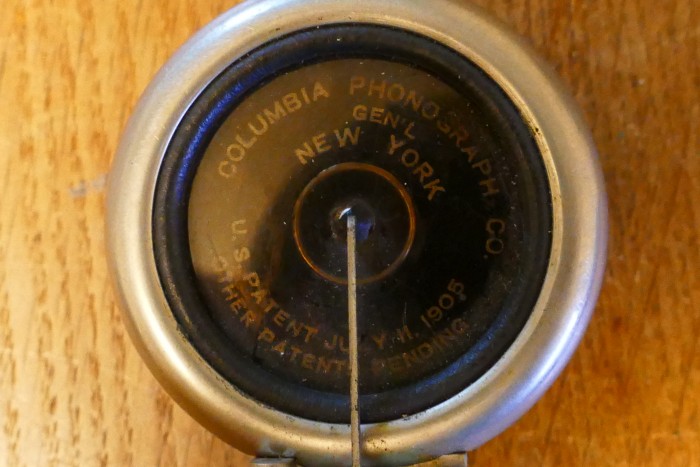 COLUMBIA PHONOGRAPH CO.
GEN'L
NEW YORK
U.S. PATENT JULY 11. 1905
OTHER PATENTS PENDING